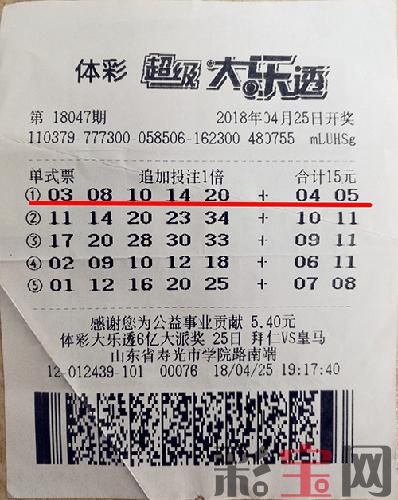 体彩 超级大乐透
第 18047期 2018年04月25日开奖
110379 777300-058506-162300 480755 mLUHSg
单式票 追加投注1倍 合计15元
① 03 08 10 14 20 + 04 05
② 11 14 20 23 34 + 10 11
③ 17 20 28 30 33 + 09 11
④ 02 09 10 12 18 + 06 11
⑤ 01 12 16 20 25 + 07 08
感谢您为公益事业贡献 5.40元
体彩大乐透6亿大派奖 25日 拜仁VS皇马
山东省寿光市学院路南端
12-012439-101 00076 18/04/25 19:17:40
彩宝网